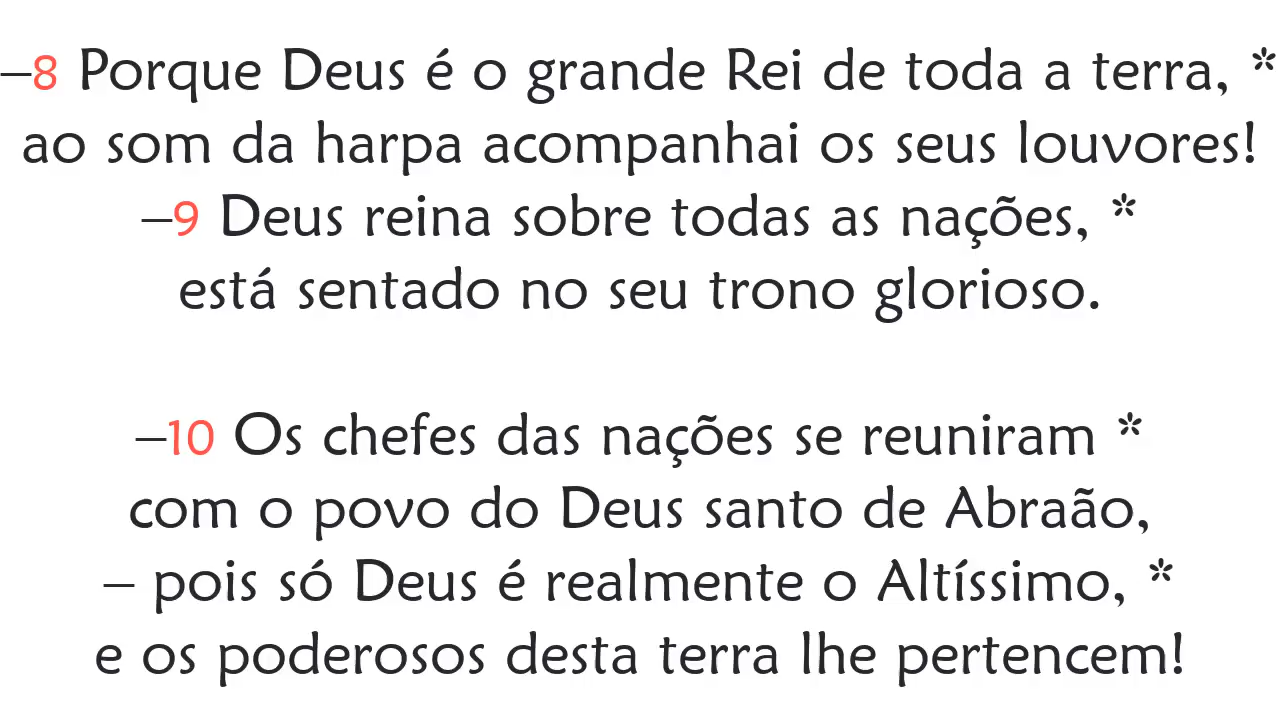 –8 Porque Deus é o grande Rei de toda a terra, *
ao som da harpa acompanhai os seus louvores!
–9 Deus reina sobre todas as nações, *
está sentado no seu trono glorioso.
–10 Os chefes das nações se reuniram *
com o povo do Deus santo de Abraão,
– pois só Deus é realmente o Altíssimo, *
e os poderosos desta terra lhe pertencem!